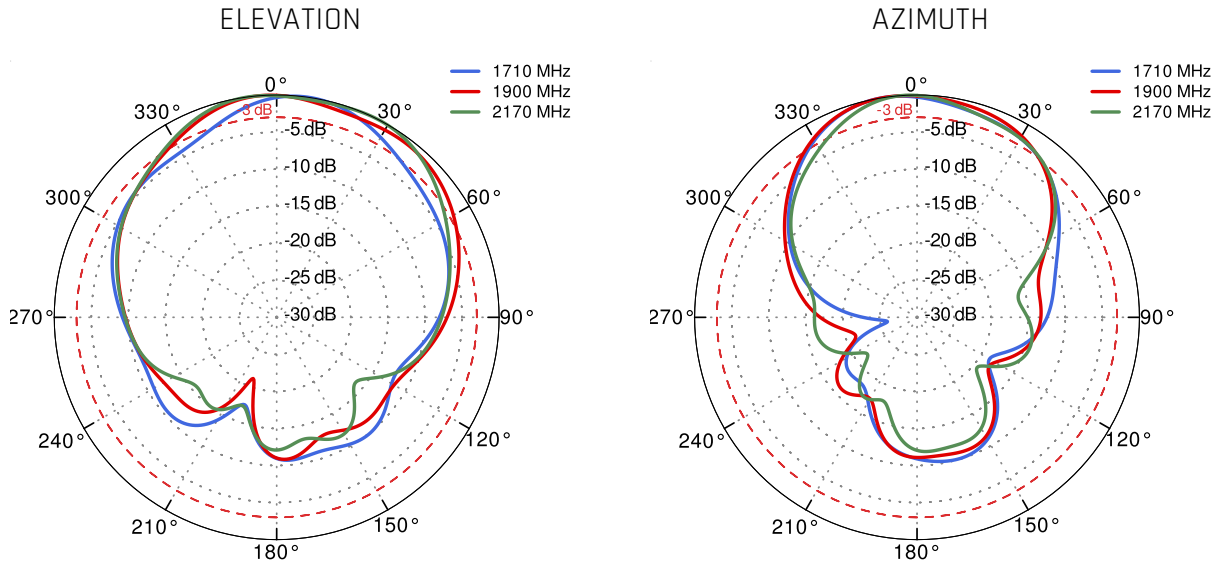 ELEVATION
1710 MHz
1900 MHz
2170 MHz
0°
330°
30°
3 dB
-5 dB
-10 dB
300°
60°
-15 dB
-20 dB
-25 dB
270°
-30 dB
90°
240°
120°
210°
150°
180°
AZIMUTH
1710 MHz
1900 MHz
2170 MHz
0°
330°
30°
-3 dB
-5 dB
-10 dB
300°
60°
-15 dB
-20 dB
-25 dB
270°
-30 dB
90°
240°
120°
210°
150°
180°